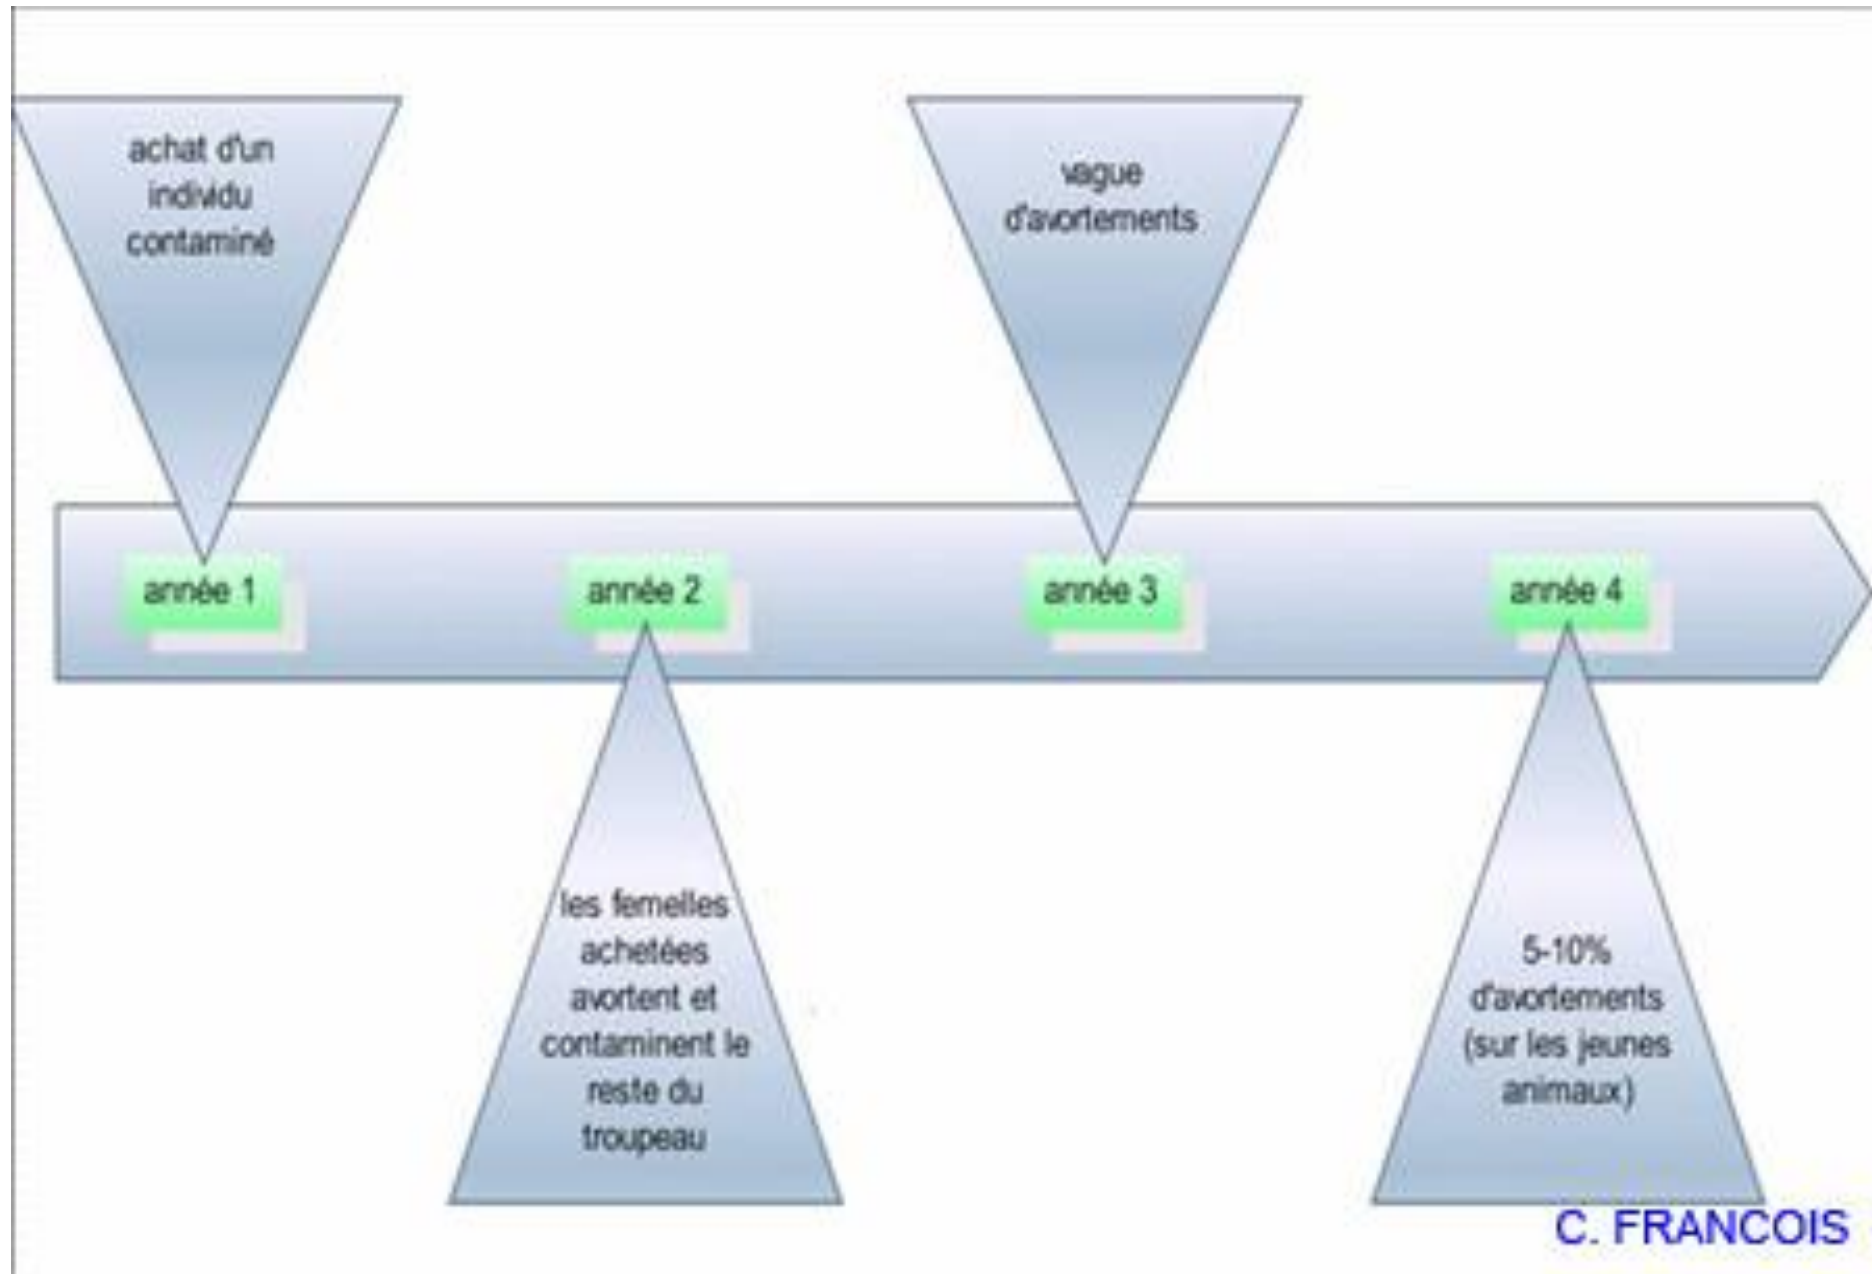 achat d'un
individu
contaminé
vague
d'avortements
année 1
année 2
année 3
année 4
les femelles
achetées
avortent et
contaminent le
reste du
troupeau
5-10%
d'avortements
(sur les jeunes
animaux)
C. FRANCOIS